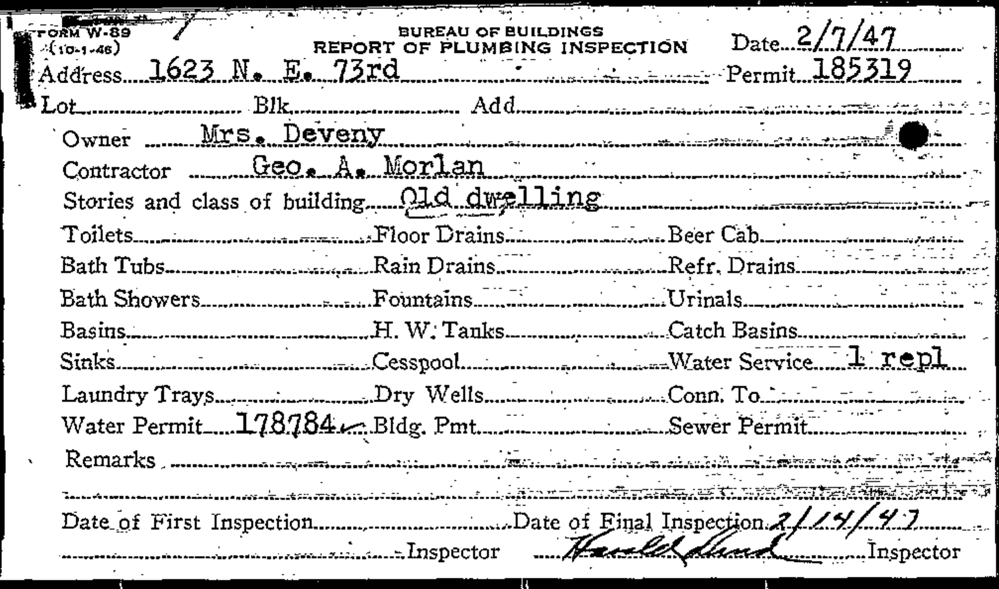 FORM W-89
(10-1-46)
BUREAU OF BUILDINGS
REPORT OF PLUMBING INSPECTION
Date 2/7/47
Address 1623 N. E. 73rd
Permit 185319
Lot Blk Add.
Owner Mrs. Deveny
Contractor Geo. A. Morlan
Stories and class of building Old dwelling
Toilets Floor Drains Beer Cab.
Bath Tubs Rain Drains Refr. Drains
Bath Showers Fountains Urinals
Basins H. W. Tanks Catch Basins
Sinks Cesspool Water Service 1 repl
Laundry Trays Dry Wells Conn. To
Water Permit 178784 ✓ Bldg. Pmt. Sewer Permit
Remarks
Date of First Inspection Date of Final Inspection 2/14/47
Inspector Harold Inspector